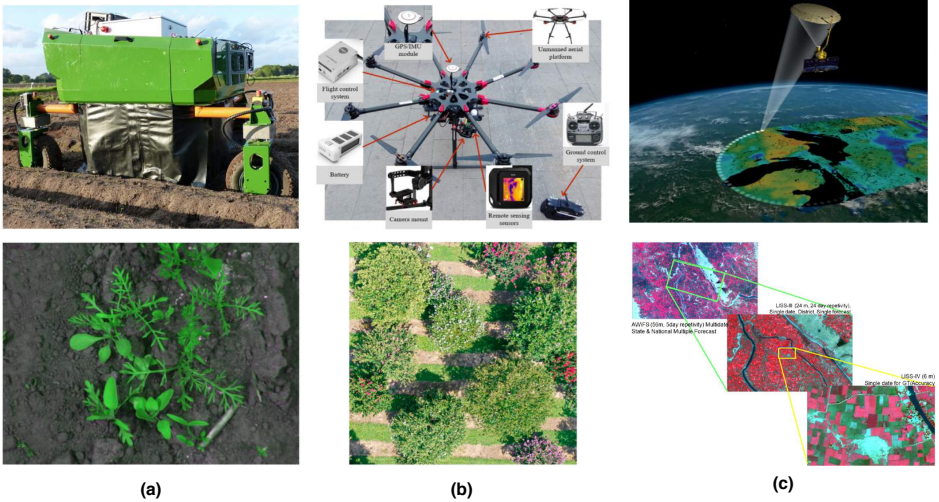 GPS/IMU
module
Unmanned aerial
platform
Flight control
system
Ground control
system
Battery
Camera mount
Remote sensing
sensors
AWIFS (56m, 5day repetivity) Multidate
State & National Multiple Forecast
LISS-III (24 m, 24 day repetivity),
Single date, District, Single forecast
LISS-IV (6 m)
Single date for GT/Accuracy
(a)
(b)
(c)